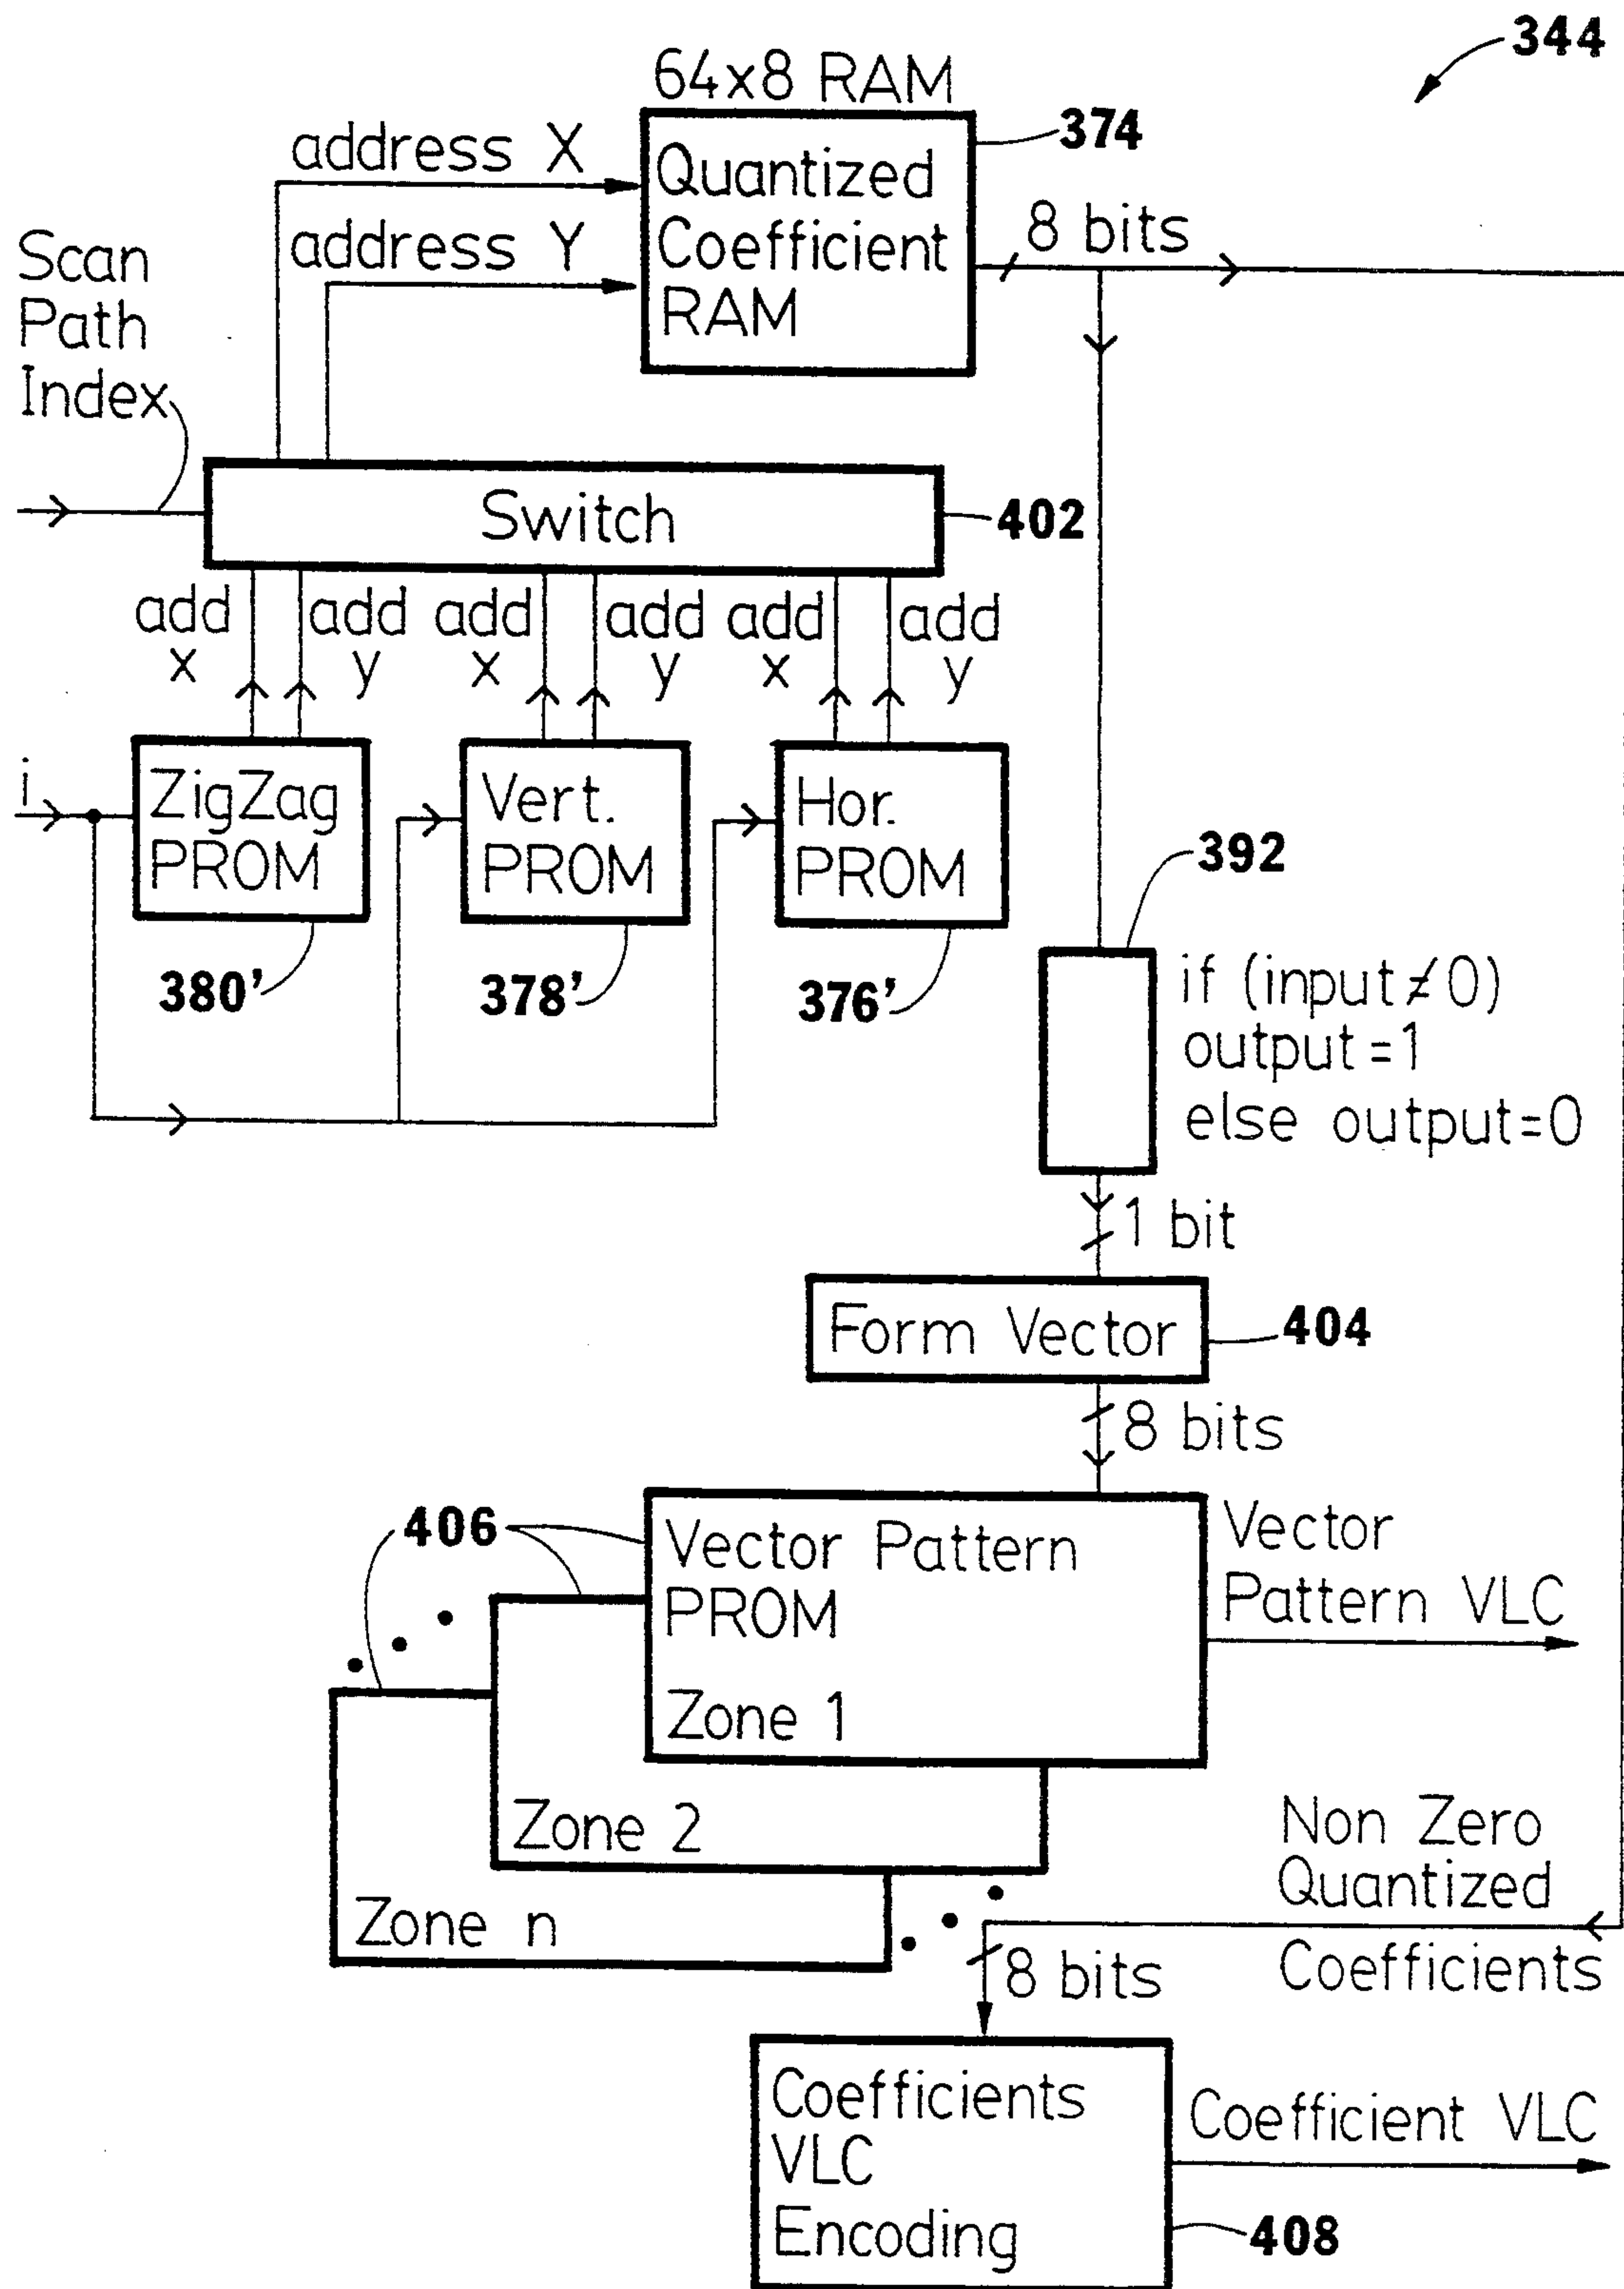 344
64x8 RAM
374
address X
Quantized
Coefficient
RAM
address Y
8 bits
Scan
Path
Index
Switch
402
add x
add y
add x
add y
add x
add y
i
ZigZag
PROM
Vert.
PROM
Hor.
PROM
380'
378'
376'
392
if (input≠0)
output=1
else output=0
1 bit
Form Vector
404
8 bits
406
Vector Pattern
PROM
Zone 1
Vector
Pattern VLC
Zone 2
Zone n
Non Zero
Quantized
Coefficients
8 bits
Coefficients
VLC
Encoding
Coefficient VLC
408